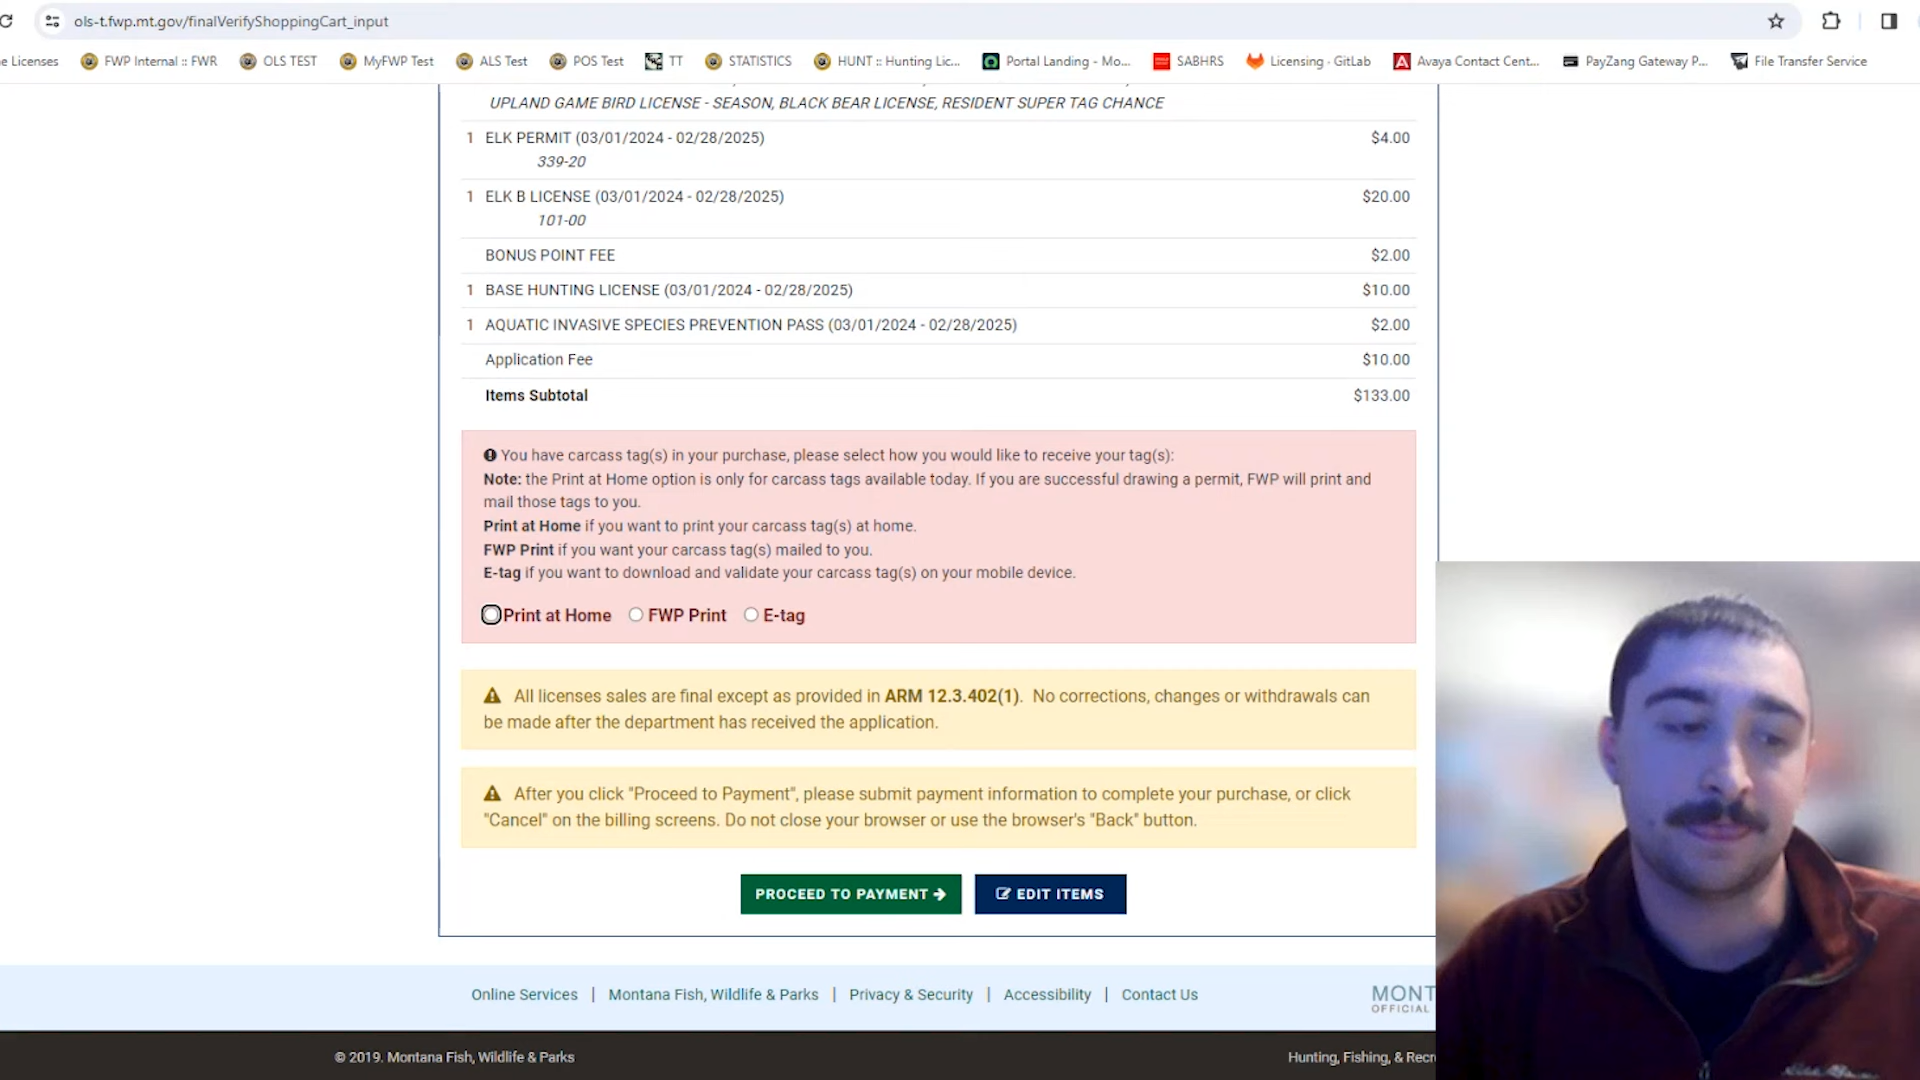 ols-t.fwp.mt.gov/finalVerifyShoppingCart_input
e Licenses FWP Internal :: FWR OLS TEST MyFWP Test ALS Test POS Test TT STATISTICS HUNT :: Hunting Lic... Portal Landing - Mo... SABHRS Licensing · GitLab Avaya Contact Cent... PayZang Gateway P... File Transfer Service
UPLAND GAME BIRD LICENSE - SEASON, BLACK BEAR LICENSE, RESIDENT SUPER TAG CHANCE
1 ELK PERMIT (03/01/2024 - 02/28/2025) $4.00
339-20
1 ELK B LICENSE (03/01/2024 - 02/28/2025) $20.00
101-00
BONUS POINT FEE $2.00
1 BASE HUNTING LICENSE (03/01/2024 - 02/28/2025) $10.00
1 AQUATIC INVASIVE SPECIES PREVENTION PASS (03/01/2024 - 02/28/2025) $2.00
Application Fee $10.00
Items Subtotal $133.00
You have carcass tag(s) in your purchase, please select how you would like to receive your tag(s):
Note: the Print at Home option is only for carcass tags available today. If you are successful drawing a permit, FWP will print and
mail those tags to you.
Print at Home if you want to print your carcass tag(s) at home.
FWP Print if you want your carcass tag(s) mailed to you.
E-tag if you want to download and validate your carcass tag(s) on your mobile device.
Print at Home FWP Print E-tag
All licenses sales are final except as provided in ARM 12.3.402(1). No corrections, changes or withdrawals can
be made after the department has received the application.
After you click "Proceed to Payment", please submit payment information to complete your purchase, or click
"Cancel" on the billing screens. Do not close your browser or use the browser's "Back" button.
PROCEED TO PAYMENT EDIT ITEMS
Online Services | Montana Fish, Wildlife & Parks | Privacy & Security | Accessibility | Contact Us MONT
OFFICIAL
© 2019. Montana Fish, Wildlife & Parks Hunting, Fishing, & Recr